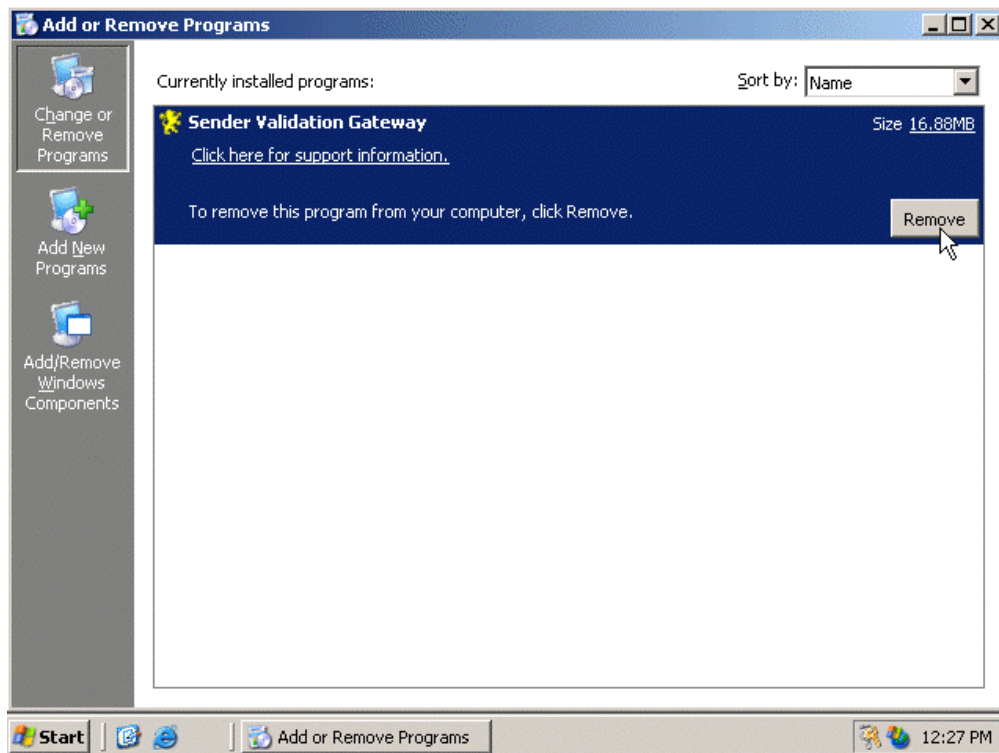 Add or Remove Programs
Change or
Remove
Programs
Currently installed programs:
Sort by: Name
Sender Validation Gateway
Size 16.88MB
Click here for support information.
To remove this program from your computer, click Remove.
Remove
Add New
Programs
Add/Remove
Windows
Components
Start
Add or Remove Programs
12:27 PM